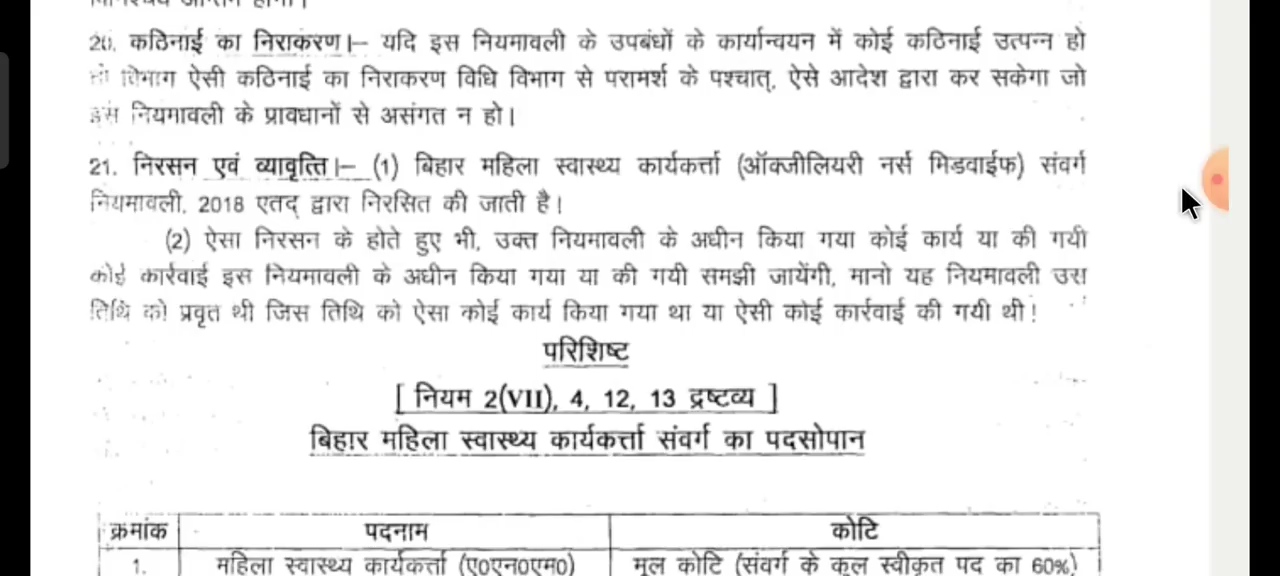 20. कठिनाई का निराकरण।– यदि इस नियमावली के उपबंधों के कार्यान्वयन में कोई कठिनाई उत्पन्न हो
तो विभाग ऐसी कठिनाई का निराकरण विधि विभाग से परामर्श के पश्चात्, ऐसे आदेश द्वारा कर सकेगा जो
इस नियमावली के प्रावधानों से असंगत न हो।
21. निरसन एवं व्यावृत्ति।– (1) बिहार महिला स्वास्थ्य कार्यकर्त्ता (ऑक्जीलियरी नर्स मिडवाईफ) संवर्ग
नियमावली, 2018 एतद् द्वारा निरसित की जाती है।
(2) ऐसा निरसन के होते हुए भी, उक्त नियमावली के अधीन किया गया कोई कार्य या की गयी
कोई कार्रवाई इस नियमावली के अधीन किया गया या की गयी समझी जायेंगी, मानो यह नियमावली उस
तिथि को प्रवृत थी जिस तिथि को ऐसा कोई कार्य किया गया था या ऐसी कोई कार्रवाई की गयी थी!
परिशिष्ट
[ नियम 2(VII), 4, 12, 13 द्रष्टव्य ]
बिहार महिला स्वास्थ्य कार्यकर्त्ता संवर्ग का पदसोपान
क्रमांक पदनाम कोटि
1. महिला स्वास्थ्य कार्यकर्त्ता (ए०एन०एम०) मूल कोटि (संवर्ग के कुल स्वीकृत पद का 60%)